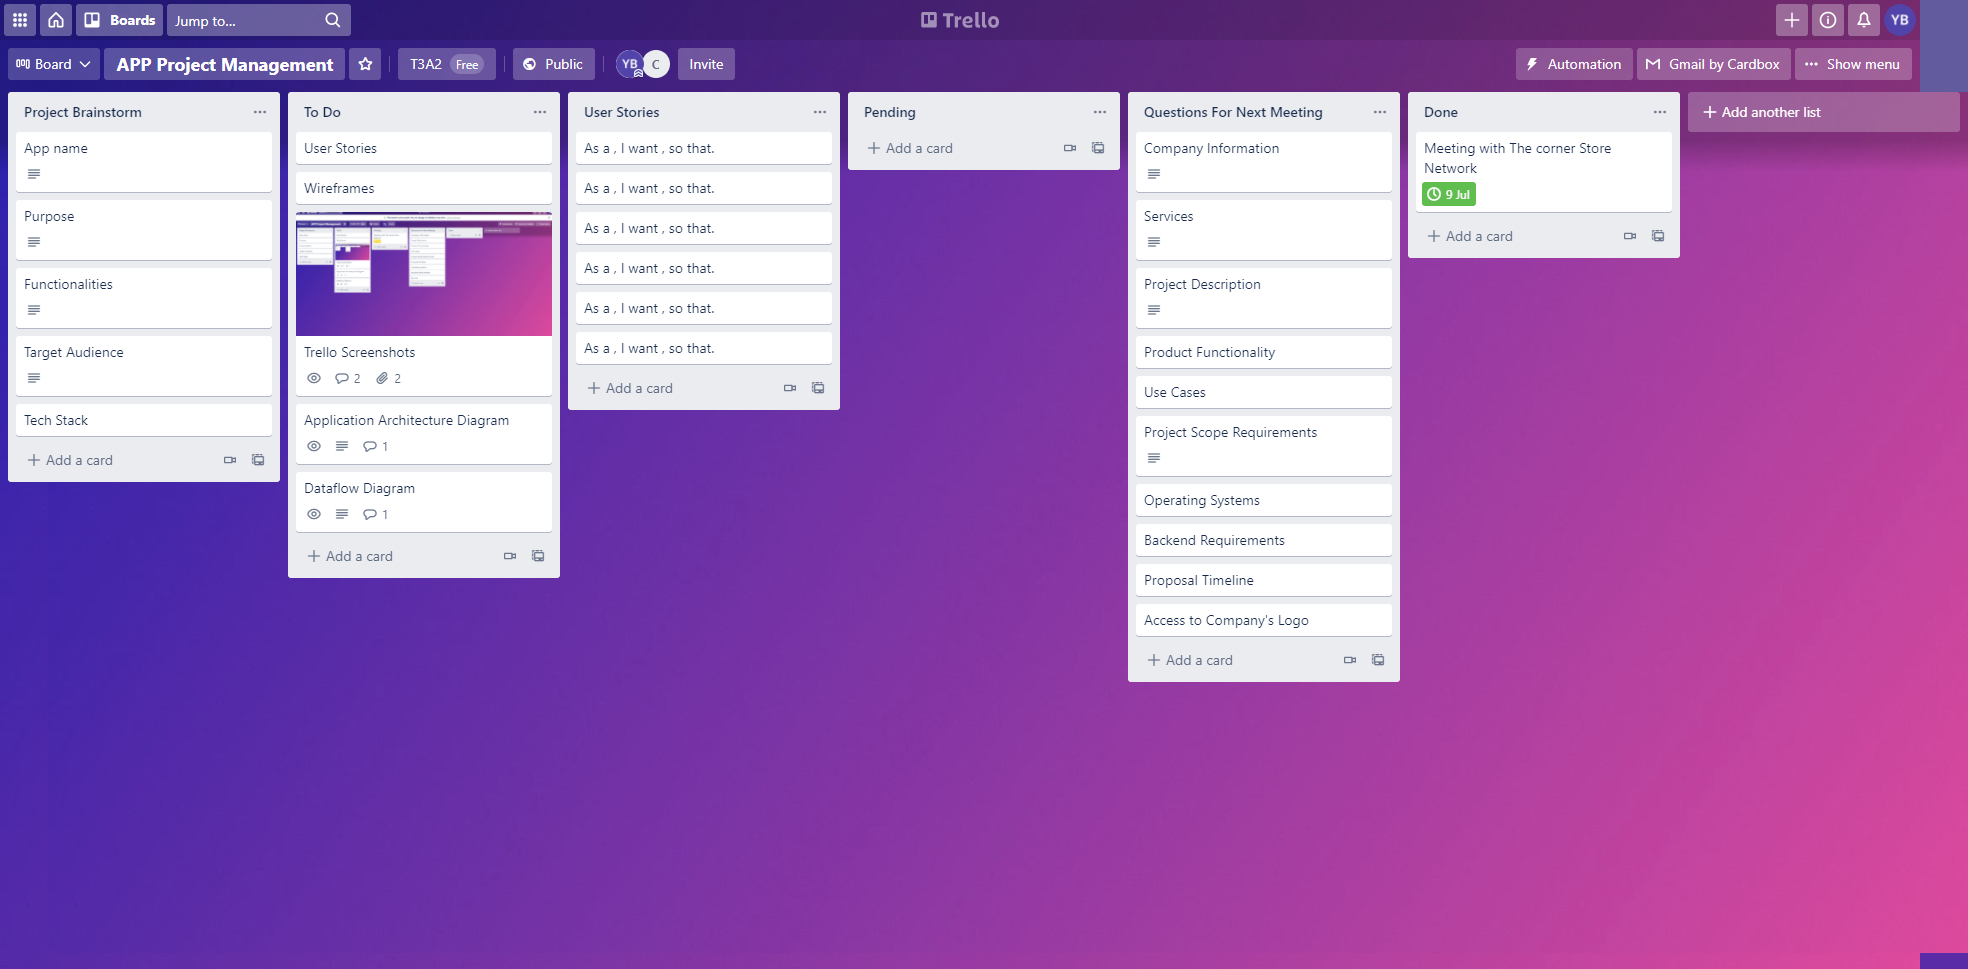 Boards
Jump to...
Trello
YB
Board
APP Project Management
T3A2 Free
Public
YB
C
Invite
Automation
Gmail by Cardbox
Show menu
Project Brainstorm
App name
Purpose
Functionalities
Target Audience
Tech Stack
Add a card
To Do
User Stories
Wireframes
Trello Screenshots
2 2
Application Architecture Diagram
1
Dataflow Diagram
1
Add a card
User Stories
As a , I want , so that.
As a , I want , so that.
As a , I want , so that.
As a , I want , so that.
As a , I want , so that.
As a , I want , so that.
Add a card
Pending
Add a card
Questions For Next Meeting
Company Information
Services
Project Description
Product Functionality
Use Cases
Project Scope Requirements
Operating Systems
Backend Requirements
Proposal Timeline
Access to Company's Logo
Add a card
Done
Meeting with The corner Store
Network
9 Jul
Add a card
Add another list